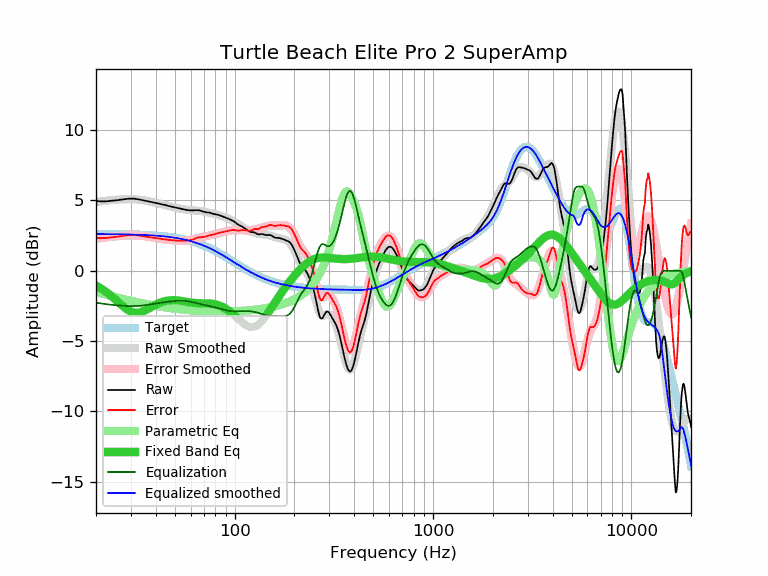 Turtle Beach Elite Pro 2 SuperAmp
Amplitude (dBr)
10
5
0
−5
−10
−15
Target
Raw Smoothed
Error Smoothed
Raw
Error
Parametric Eq
Fixed Band Eq
Equalization
Equalized smoothed
100
1000
10000
Frequency (Hz)